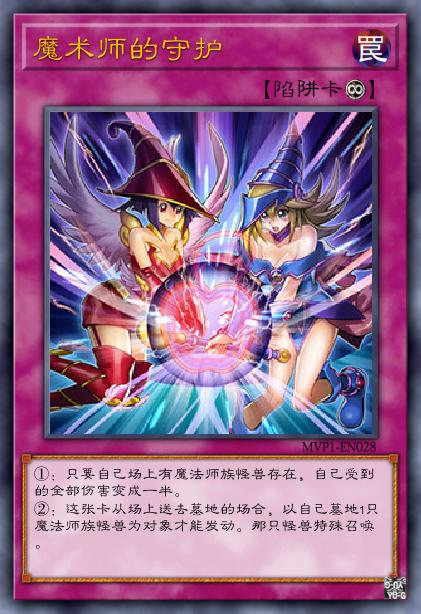 魔术师的守护
罠
【陷阱卡♾】
MVP1-EN028
①：只要自己场上有魔法师族怪兽存在，自己受到
的全部伤害变成一半。
②：这张卡从场上送去墓地的场合，以自己墓地1只
魔法师族怪兽为对象才能发动。那只怪兽特殊召唤
。